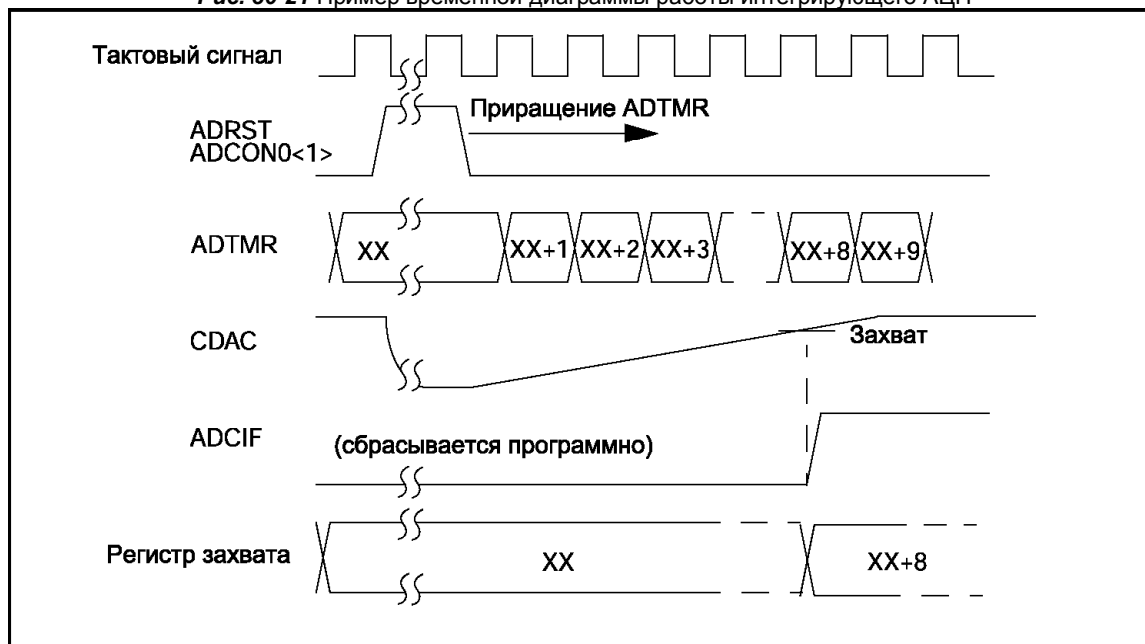 Тактовый сигнал
ADRST
ADCON0<1>
Приращение ADTMR
ADTMR
XX
XX+1
XX+2
XX+3
XX+8
XX+9
CDAC
Захват
ADCIF
(сбрасывается программно)
Регистр захвата
XX
XX+8